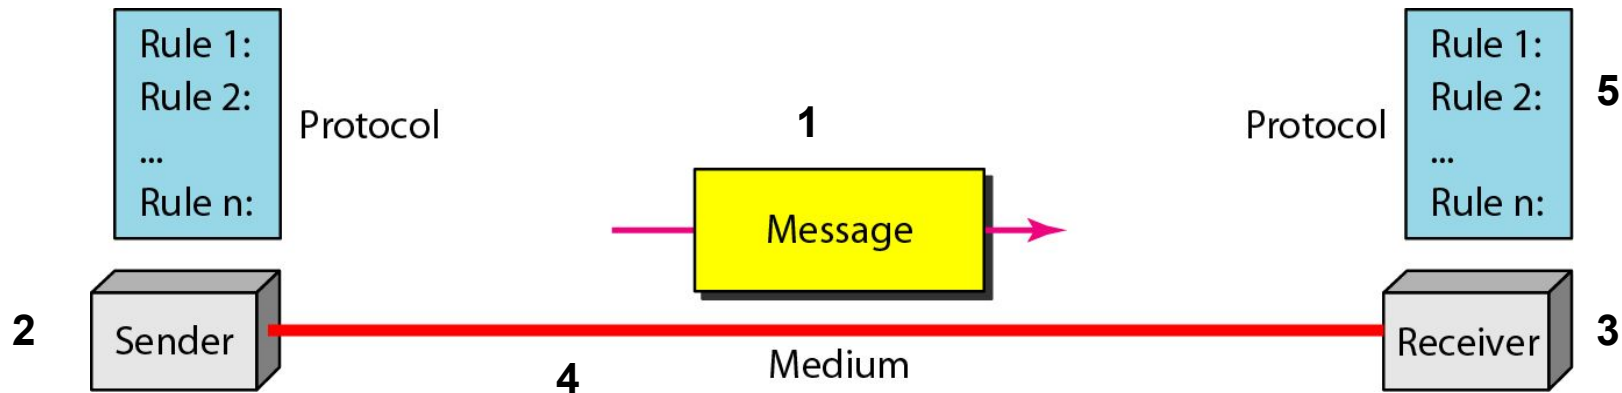 Rule 1:
Rule 2:
...
Rule n:
Protocol
1
Message
Protocol
Rule 1:
Rule 2:
...
Rule n:
5
2
Sender
4
Medium
Receiver
3